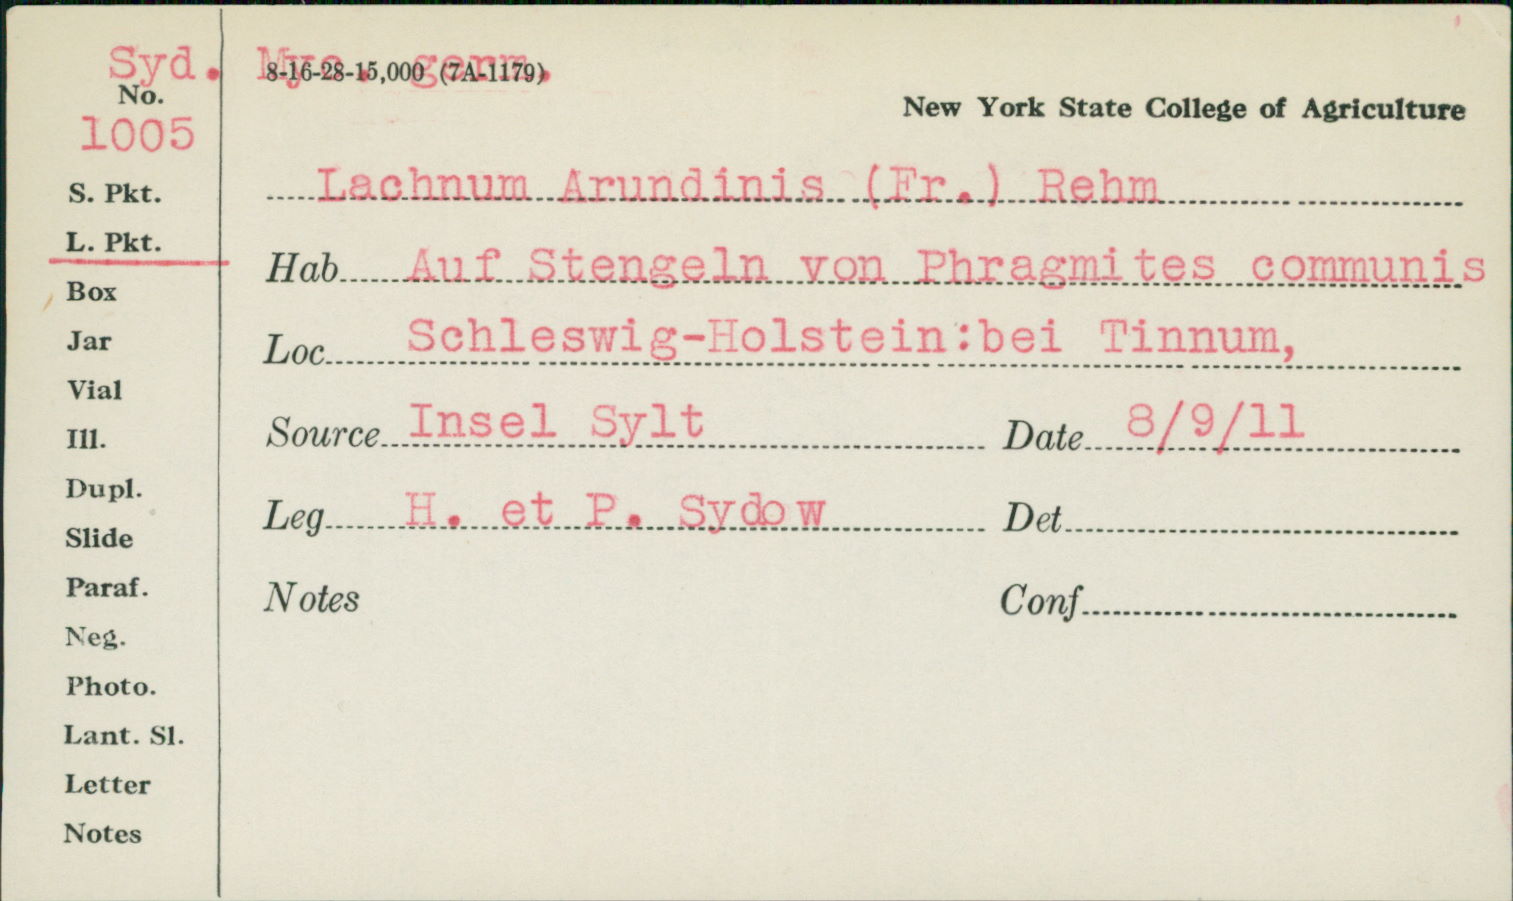 Syd. Myc. germ.
8-16-28-15,000 (7A-1179)
No.
1005
New York State College of Agriculture
S. Pkt.
Lachnum Arundinis (Fr.) Rehm
L. Pkt.
Hab Auf Stengeln von Phragmites communis
Box
Jar
Loc Schleswig-Holstein:bei Tinnum,
Vial
Ill.
Source Insel Sylt Date 8/9/11
Dupl.
Leg H. et P. Sydow Det
Slide
Paraf.
Notes Conf
Neg.
Photo.
Lant. Sl.
Letter
Notes